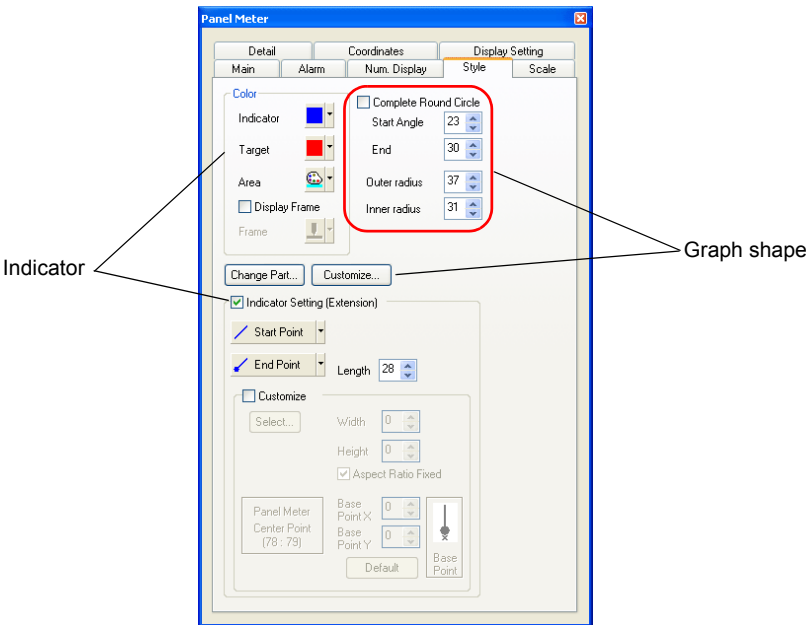 Panel Meter
Detail Coordinates Display Setting
Main Alarm Num. Display Style Scale
Color
Complete Round Circle
Indicator
Start Angle 23
Target
End 30
Area
Outer radius 37
Display Frame
Inner radius 31
Frame
Graph shape
Indicator
Change Part... Customize...
Indicator Setting (Extension)
Start Point
End Point
Length 28
Customize
Select...
Width 0
Height 0
Aspect Ratio Fixed
Panel Meter
Center Point
(78 : 79)
Base
Point X 0
Base
Point Y 0
Default
Base
Point